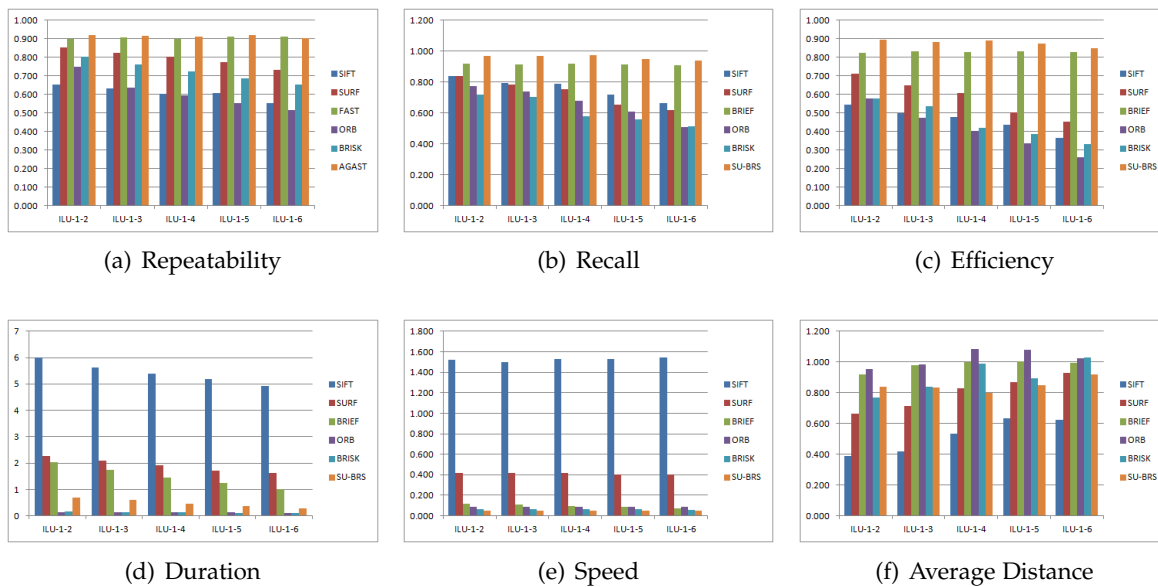 1.000
0.900
0.800
0.700
0.600
0.500
0.400
0.300
0.200
0.100
0.000
ILU-1-2 ILU-1-3 ILU-1-4 ILU-1-5 ILU-1-6
SIFT
SURF
FAST
ORB
BRISK
AGAST
(a) Repeatability
1.200
1.000
0.800
0.600
0.400
0.200
0.000
ILU-1-2 ILU-1-3 ILU-1-4 ILU-1-5 ILU-1-6
SIFT
SURF
BRIEF
ORB
BRISK
SU-BRS
(b) Recall
1.000
0.900
0.800
0.700
0.600
0.500
0.400
0.300
0.200
0.100
0.000
ILU-1-2 ILU-1-3 ILU-1-4 ILU-1-5 ILU-1-6
SIFT
SURF
BRIEF
ORB
BRISK
SU-BRS
(c) Efficiency
7
6
5
4
3
2
1
0
ILU-1-2 ILU-1-3 ILU-1-4 ILU-1-5 ILU-1-6
SIFT
SURF
BRIEF
ORB
BRISK
SU-BRS
(d) Duration
1.800
1.600
1.400
1.200
1.000
0.800
0.600
0.400
0.200
0.000
ILU-1-2 ILU-1-3 ILU-1-4 ILU-1-5 ILU-1-6
SIFT
SURF
BRIEF
ORB
BRISK
SU-BRS
(e) Speed
1.200
1.000
0.800
0.600
0.400
0.200
0.000
ILU-1-2 ILU-1-3 ILU-1-4 ILU-1-5 ILU-1-6
SIFT
SURF
BRIEF
ORB
BRISK
SU-BRS
(f) Average Distance